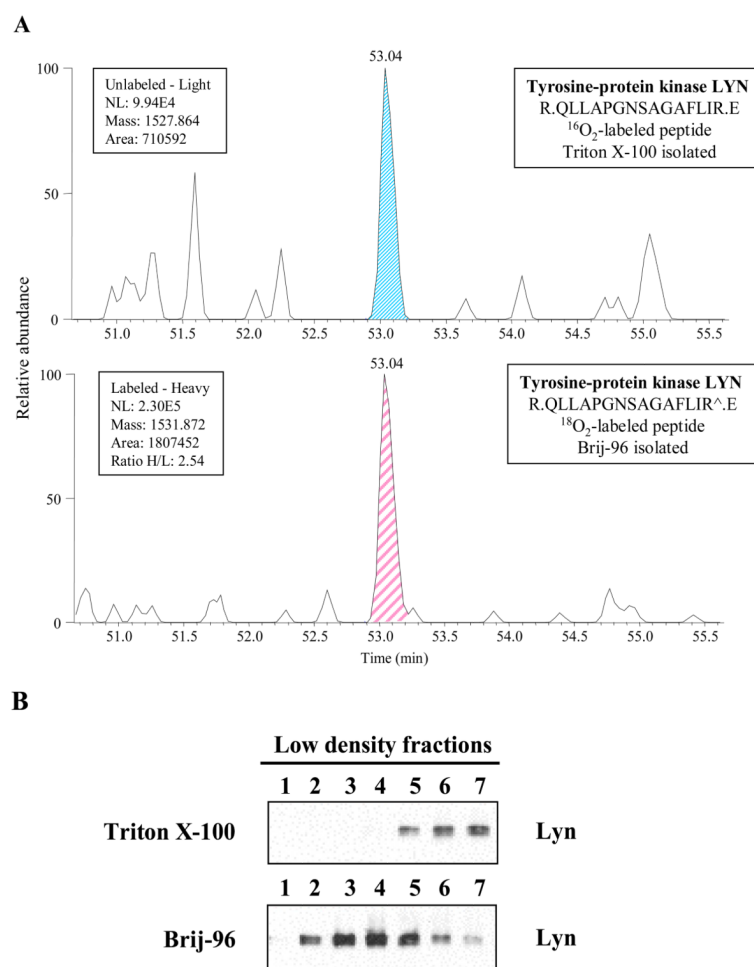 A
53.04
100
50
0
Unlabeled - Light
NL: 9.94E4
Mass: 1527.864
Area: 710592
Tyrosine-protein kinase LYN
R.QLLAPGNSAGAFLIR.E
¹⁶O₂-labeled peptide
Triton X-100 isolated
51.0 51.5 52.0 52.5 53.0 53.5 54.0 54.5 55.0 55.5
Relative abundance
53.04
100
50
0
Labeled - Heavy
NL: 2.30E5
Mass: 1531.872
Area: 1807452
Ratio H/L: 2.54
Tyrosine-protein kinase LYN
R.QLLAPGNSAGAFLIR^.E
¹⁸O₂-labeled peptide
Brij-96 isolated
51.0 51.5 52.0 52.5 53.0 53.5 54.0 54.5 55.0 55.5
Time (min)
B
Low density fractions
1 2 3 4 5 6 7
Triton X-100 Lyn
1 2 3 4 5 6 7
Brij-96 Lyn